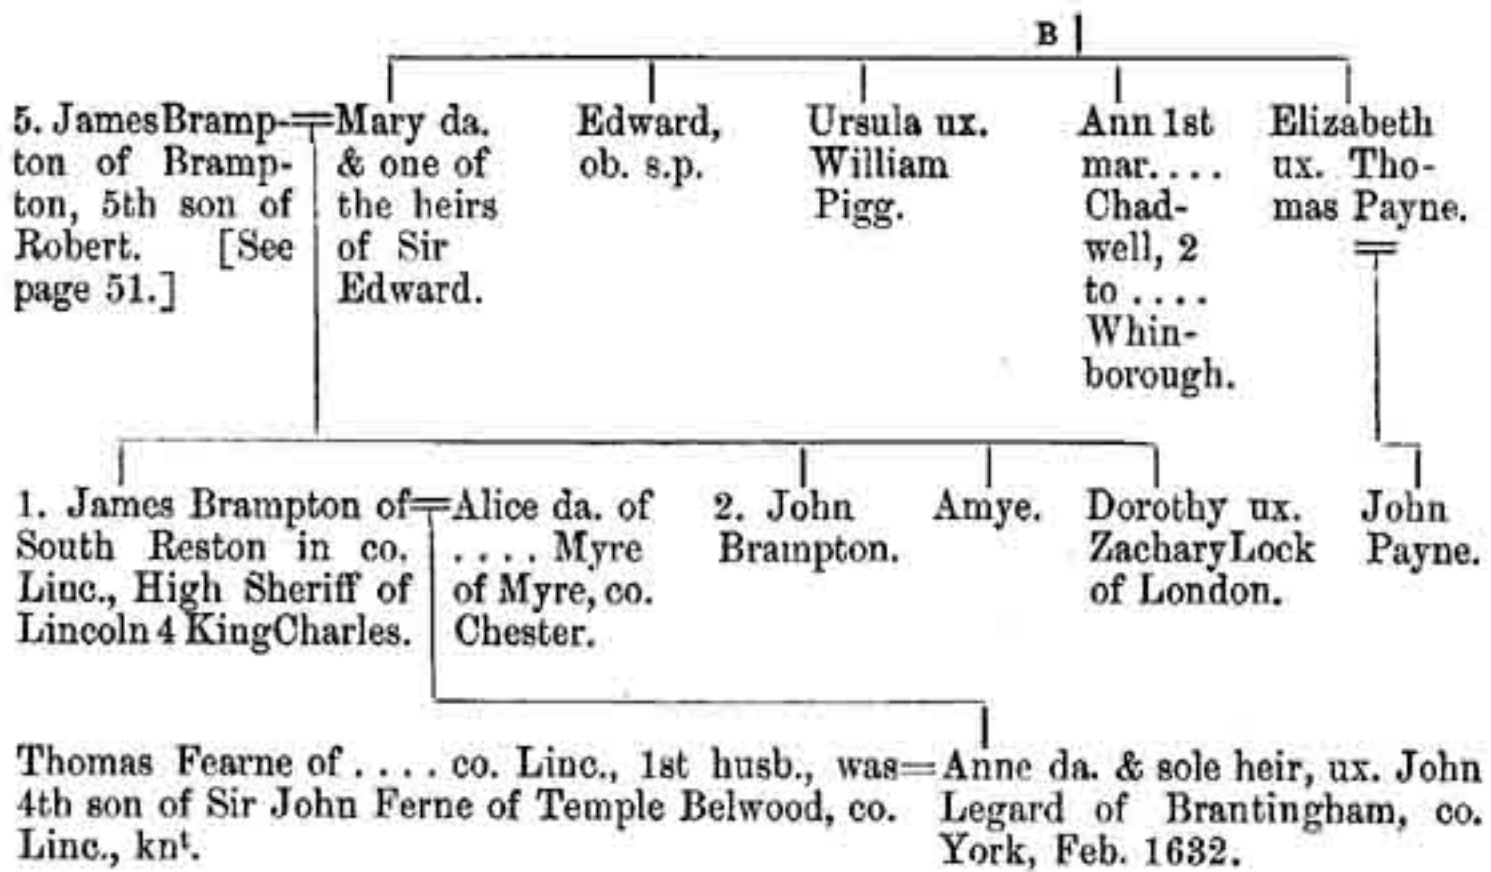 B
5. James Bramp-
ton of Bramp-
ton, 5th son of
Robert. [See
page 51.]
Mary da.
& one of
the heirs
of Sir
Edward.
Edward,
ob. s.p.
Ursula ux.
William
Pigg.
Ann 1st
mar. . . .
Chad-
well, 2
to . . . .
Whin-
borough.
Elizabeth
ux. Tho-
mas Payne.
1. James Brampton of
South Reston in co.
Linc., High Sheriff of
Lincoln 4 King Charles.
Alice da. of
. . . . Myre
of Myre, co.
Chester.
2. John
Brampton.
Amye.
Dorothy ux.
Zachary Lock
of London.
John
Payne.
Thomas Fearne of . . . . co. Linc., 1st husb., was
4th son of Sir John Ferne of Temple Belwood, co.
Linc., knᵗ.
Anne da. & sole heir, ux. John
Legard of Brantingham, co.
York, Feb. 1632.